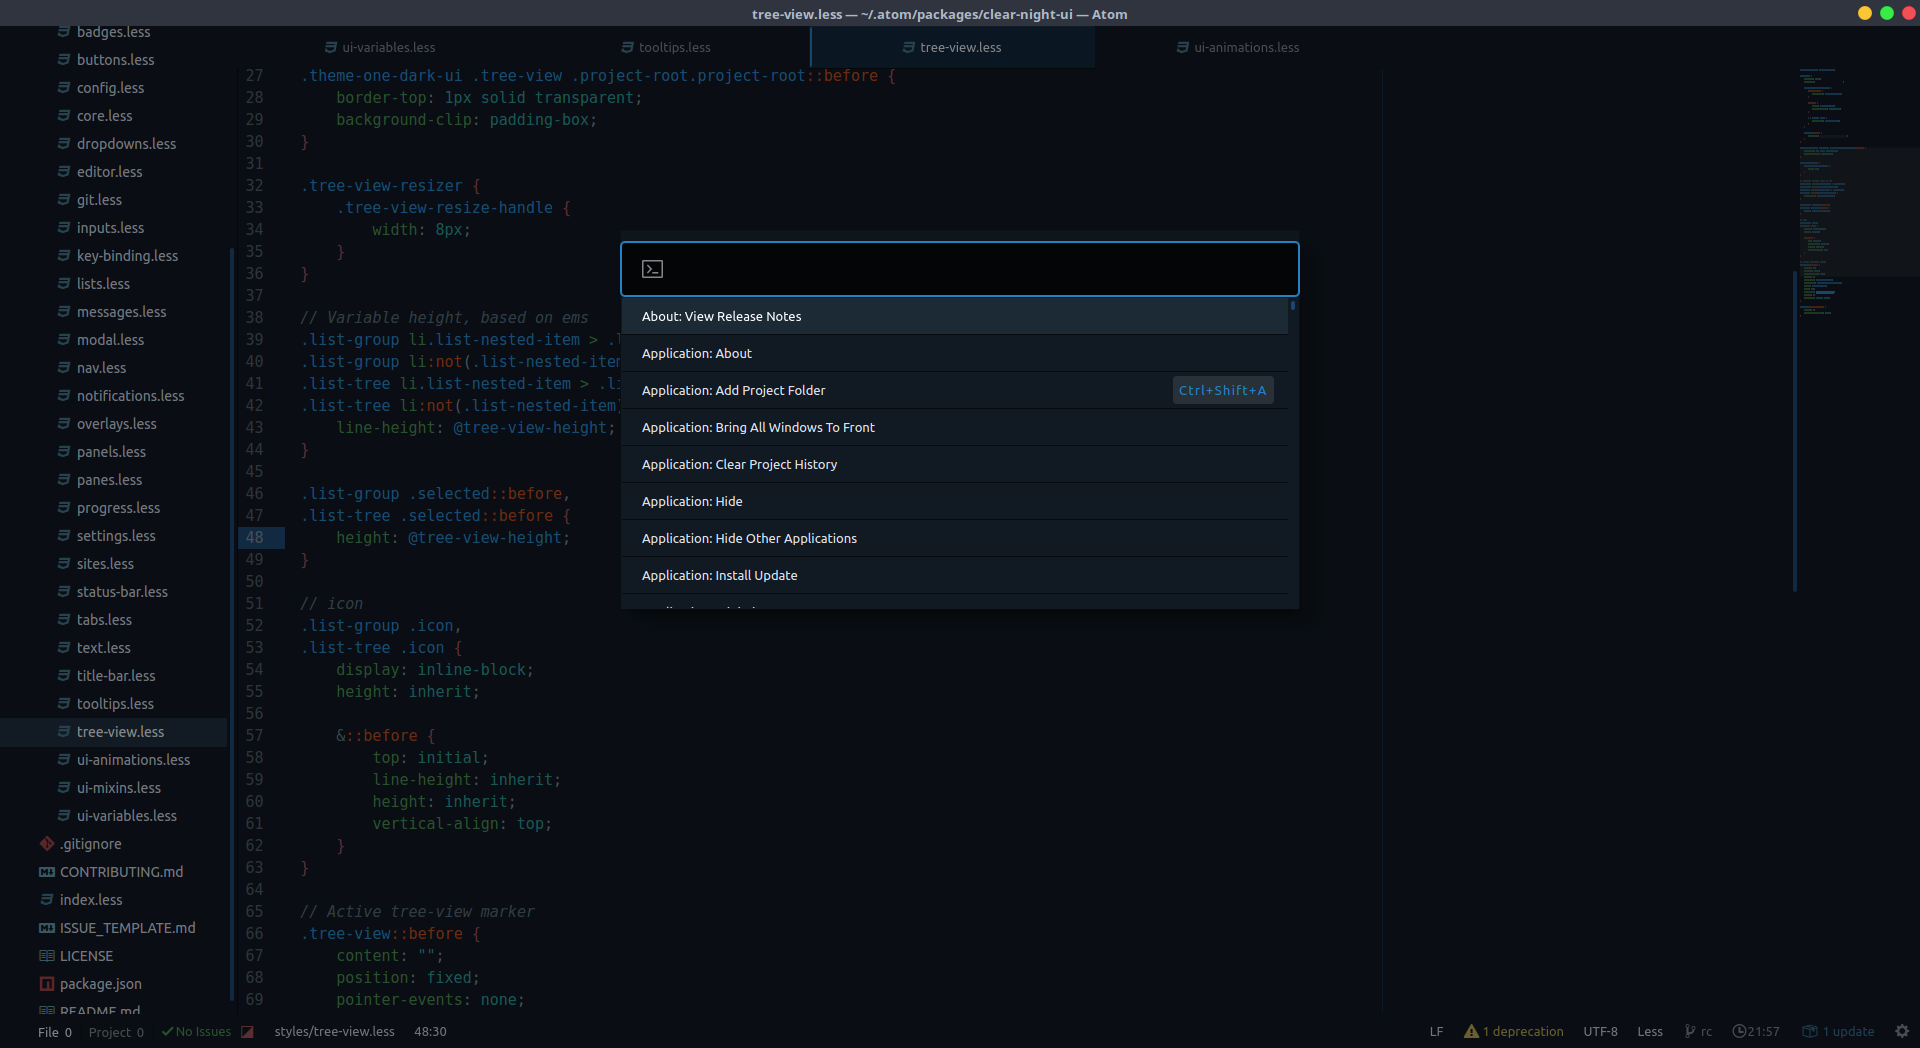 tree-view.less — ~/.atom/packages/clear-night-ui — Atom
badges.less
buttons.less
config.less
core.less
dropdowns.less
editor.less
git.less
inputs.less
key-binding.less
lists.less
messages.less
modal.less
nav.less
notifications.less
overlays.less
panels.less
panes.less
progress.less
settings.less
sites.less
status-bar.less
tabs.less
text.less
title-bar.less
tooltips.less
tree-view.less
ui-animations.less
ui-mixins.less
ui-variables.less
.gitignore
CONTRIBUTING.md
index.less
ISSUE_TEMPLATE.md
LICENSE
package.json
README.md
ui-variables.less
tooltips.less
tree-view.less
ui-animations.less
27 .theme-one-dark-ui .tree-view .project-root.project-root::before {
28 border-top: 1px solid transparent;
29 background-clip: padding-box;
30 }
31
32 .tree-view-resizer {
33 .tree-view-resize-handle {
34 width: 8px;
35 }
36 }
37
38 // Variable height, based on ems
39 .list-group li.list-nested-item > .
40 .list-group li:not(.list-nested-item
41 .list-tree li.list-nested-item > .li
42 .list-tree li:not(.list-nested-item)
43 line-height: @tree-view-height;
44 }
45
46 .list-group .selected::before,
47 .list-tree .selected::before {
48 height: @tree-view-height;
49 }
50
51 // icon
52 .list-group .icon,
53 .list-tree .icon {
54 display: inline-block;
55 height: inherit;
56
57 &::before {
58 top: initial;
59 line-height: inherit;
60 height: inherit;
61 vertical-align: top;
62 }
63 }
64
65 // Active tree-view marker
66 .tree-view::before {
67 content: "";
68 position: fixed;
69 pointer-events: none;
About: View Release Notes
Application: About
Application: Add Project Folder Ctrl+Shift+A
Application: Bring All Windows To Front
Application: Clear Project History
Application: Hide
Application: Hide Other Applications
Application: Install Update
File 0 Project 0 No Issues styles/tree-view.less 48:30 LF 1 deprecation UTF-8 Less rc 21:57 1 update